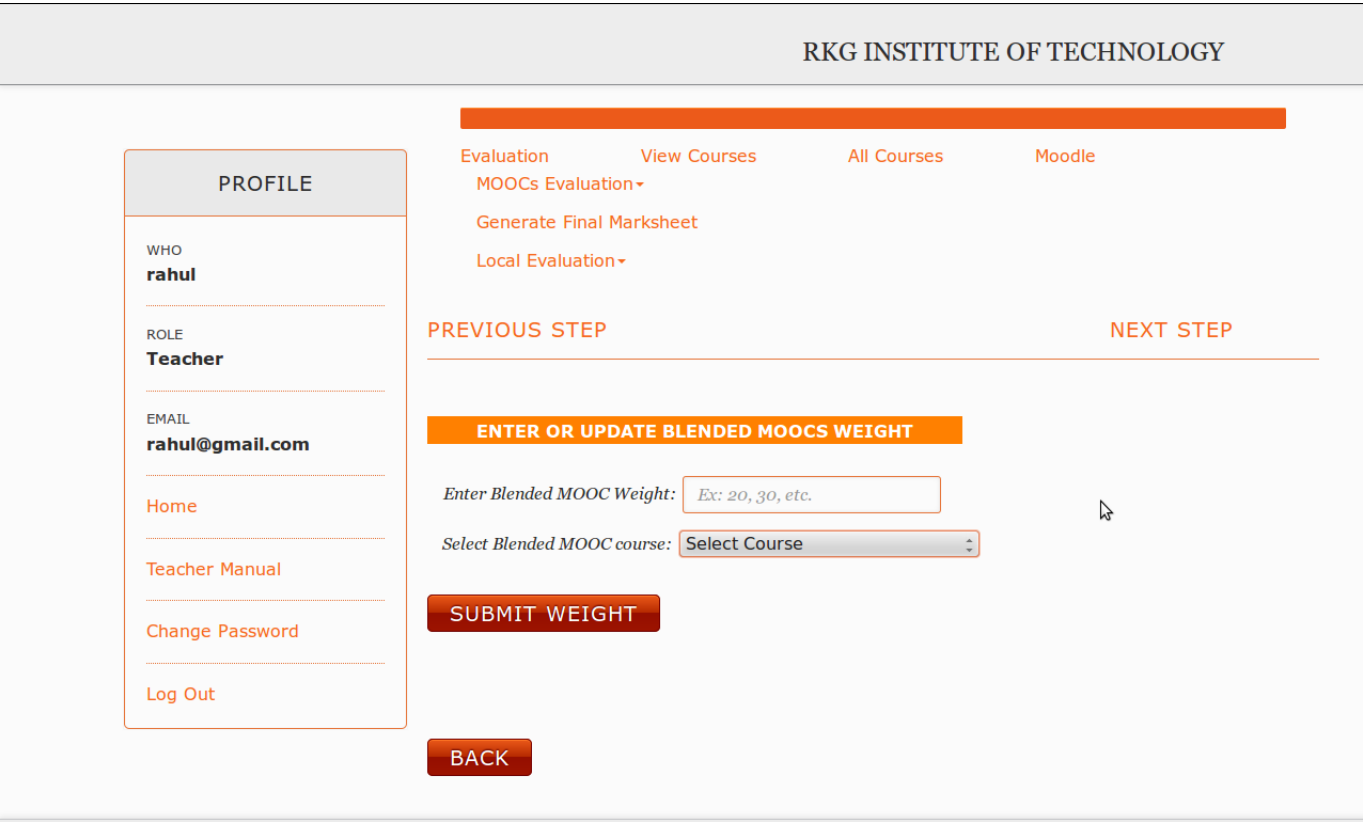 RKG INSTITUTE OF TECHNOLOGY
PROFILE
WHO
rahul
ROLE
Teacher
EMAIL
rahul@gmail.com
Home
Teacher Manual
Change Password
Log Out
Evaluation View Courses All Courses Moodle
MOOCs Evaluation
Generate Final Marksheet
Local Evaluation
PREVIOUS STEP NEXT STEP
ENTER OR UPDATE BLENDED MOOCS WEIGHT
Enter Blended MOOC Weight: Ex: 20, 30, etc.
Select Blended MOOC course: Select Course
SUBMIT WEIGHT
BACK